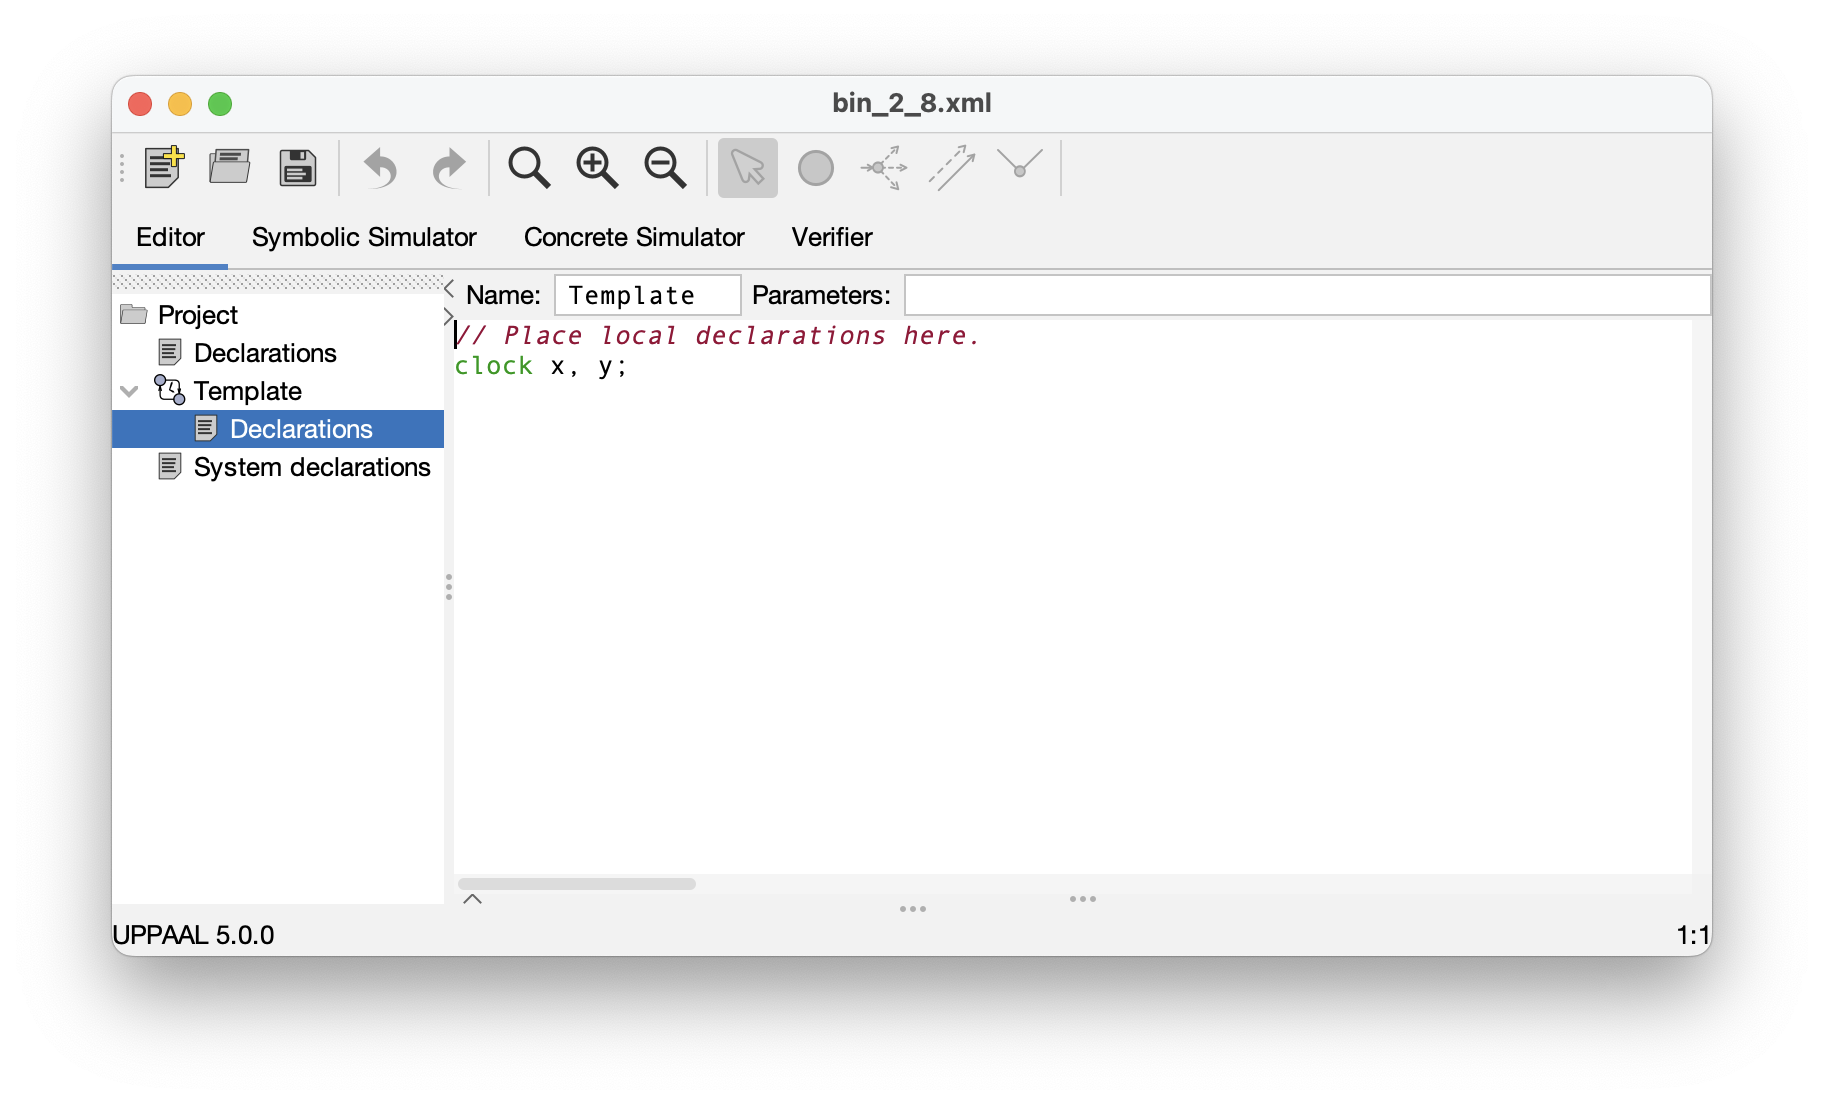 bin_2_8.xml
Editor Symbolic Simulator Concrete Simulator Verifier
Name: Template Parameters:
Project
Declarations
Template
Declarations
System declarations
// Place local declarations here.
clock x, y;
UPPAAL 5.0.0 1:1